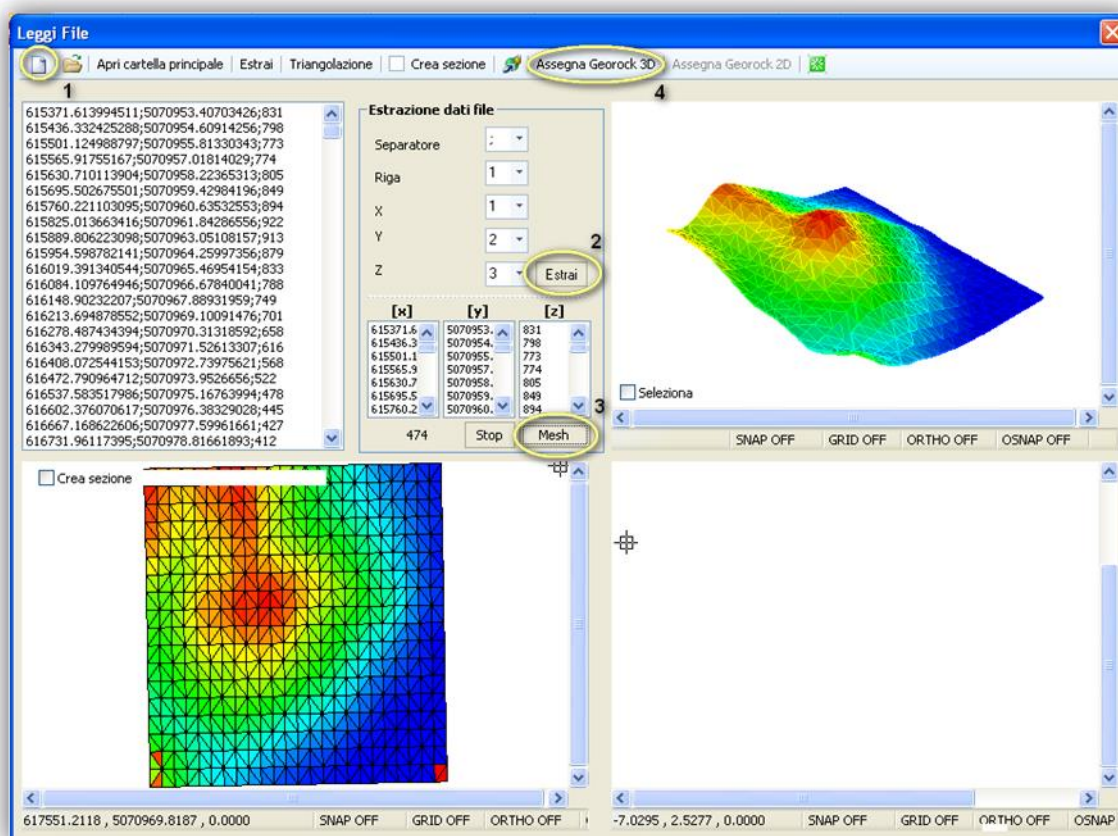 Leggi File
Apri cartella principale Estrai Triangolazione Crea sezione Assegna Georock 3D Assegna Georock 2D
1
4
615371.613994511;5070953.40703426;831
615436.332425288;5070954.60914256;798
615501.124988797;5070955.81330343;773
615565.91755167;5070957.01814029;774
615630.710113904;5070958.22365313;805
615695.502675501;5070959.42984196;849
615760.221103095;5070960.63532553;894
615825.013663416;5070961.84286556;922
615889.806223098;5070963.05108157;913
615954.598782141;5070964.25997356;879
616019.391340544;5070965.46954154;833
616084.109764946;5070966.67840041;788
616148.90232207;5070967.88931959;749
616213.694878552;5070969.10091476;701
616278.487434394;5070970.31318592;658
616343.279989594;5070971.52613307;616
616408.072544153;5070972.73975621;568
616472.790964712;5070973.9526656;522
616537.583517986;5070975.16763994;478
616602.376070617;5070976.38329028;445
616667.168622606;5070977.59961661;427
616731.96117395;5070978.81661893;412
Estrazione dati file
Separatore ;
Riga 1
X 1
Y 2
2
Z 3 Estrai
[x] [y] [z]
615371.6 5070953. 831
615436.3 5070954. 798
615501.1 5070955. 773
615565.9 5070957. 774
615630.7 5070958. 805
615695.5 5070959. 849
615760.2 5070960. 894
3
474 Stop Mesh
Seleziona
SNAP OFF GRID OFF ORTHO OFF OSNAP OFF
Crea sezione
617551.2118 , 5070969.8187 , 0.0000 SNAP OFF GRID OFF ORTHO OFF
-7.0295 , 2.5277 , 0.0000 SNAP OFF GRID OFF ORTHO OFF OSNAP